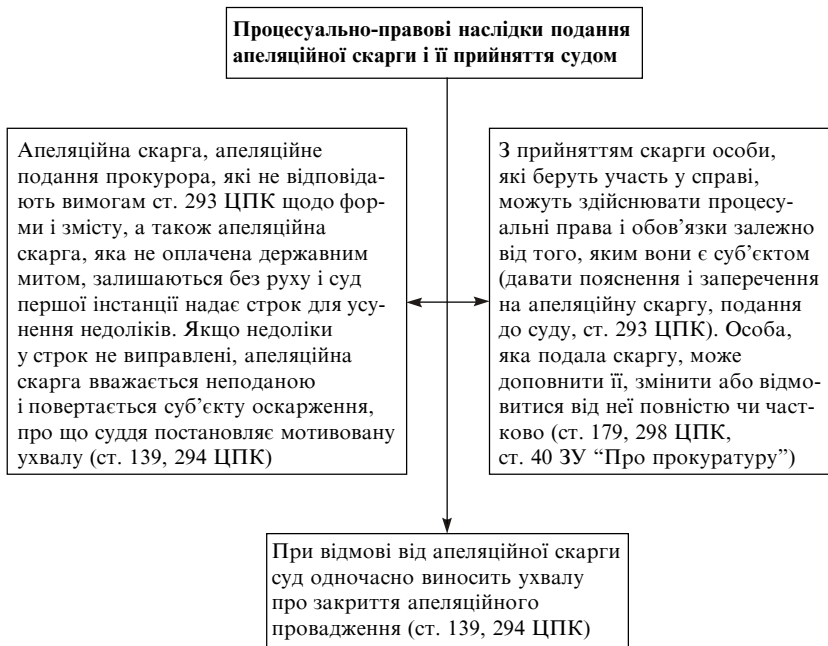 Процесуально-правові наслідки подання
апеляційної скарги і її прийняття судом
Апеляційна скарга, апеляційне
подання прокурора, які не відповіда-
ють вимогам ст. 293 ЦПК щодо фор-
ми і змісту, а також апеляційна
скарга, яка не оплачена державним
митом, залишаються без руху і суд
першої інстанції надає строк для усу-
нення недоліків. Якщо недоліки
у строк не виправлені, апеляційна
скарга вважається неподаною
і повертається суб’єкту оскарження,
про що суддя постановляє мотивовану
ухвалу (ст. 139, 294 ЦПК)
З прийняттям скарги особи,
які беруть участь у справі,
можуть здійснювати процесу-
альні права і обов’язки залежно
від того, яким вони є суб’єктом
(давати пояснення і заперечення
на апеляційну скаргу, подання
до суду, ст. 293 ЦПК). Особа,
яка подала скаргу, може
доповнити її, змінити або відмо-
витися від неї повністю чи част-
ково (ст. 179, 298 ЦПК,
ст. 40 ЗУ “Про прокуратуру”)
При відмові від апеляційної скарги
суд одночасно виносить ухвалу
про закриття апеляційного
провадження (ст. 139, 294 ЦПК)